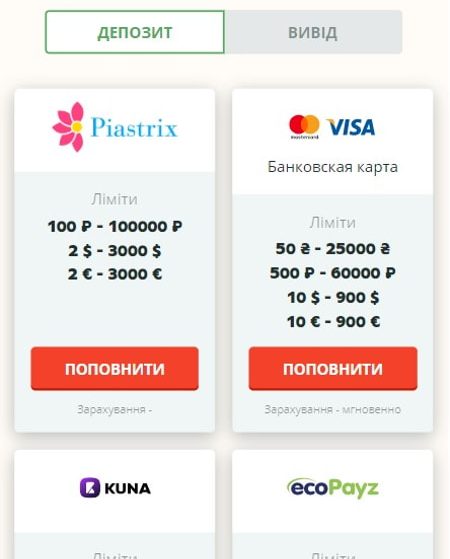 ДЕПОЗИТ
ВИВІД
Piastrix
Ліміти
100 ₽ - 100000 ₽
2 $ - 3000 $
2 € - 3000 €
ПОПОВНИТИ
Зарахування -
mastercard VISA
Банковская карта
Ліміти
50 ₴ - 25000 ₴
500 ₽ - 60000 ₽
10 $ - 900 $
10 € - 900 €
ПОПОВНИТИ
Зарахування - мгновенно
KUNA
Ліміти
ecoPayz
Ліміти